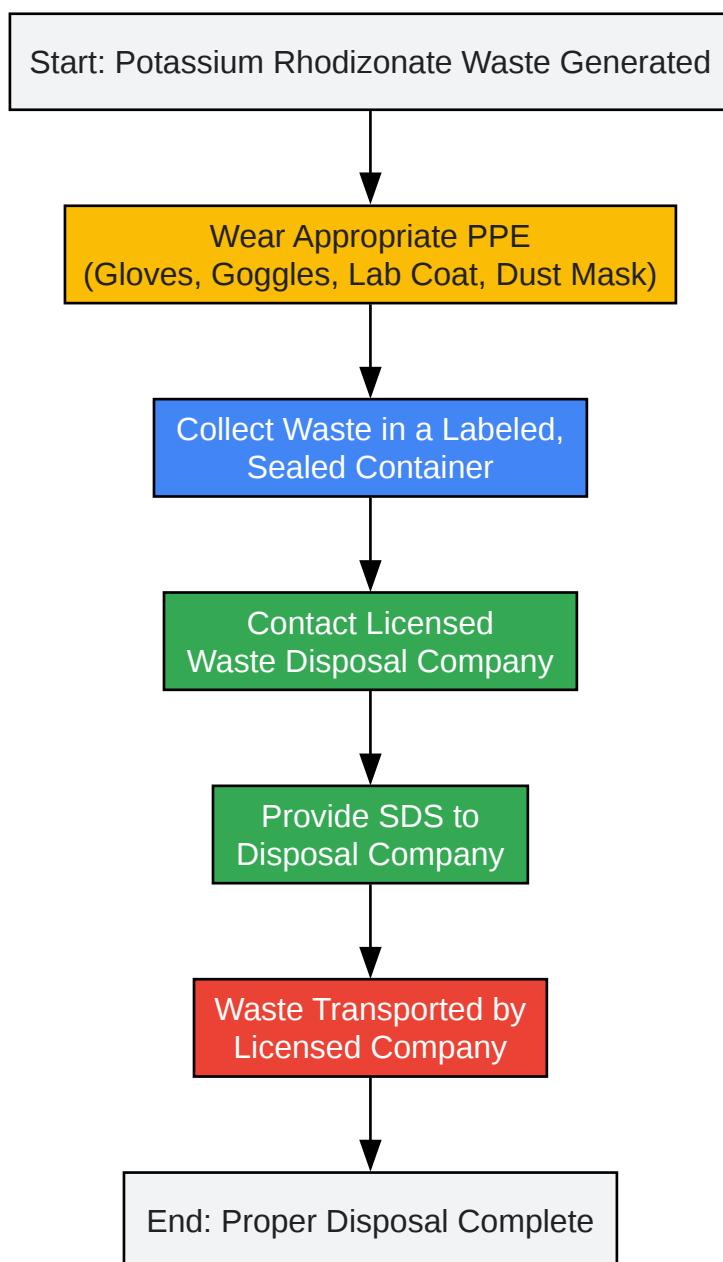 Start: Potassium Rhodizonate Waste Generated
Wear Appropriate PPE
(Gloves, Goggles, Lab Coat, Dust Mask)
Collect Waste in a Labeled,
Sealed Container
Contact Licensed
Waste Disposal Company
Provide SDS to
Disposal Company
Waste Transported by
Licensed Company
End: Proper Disposal Complete